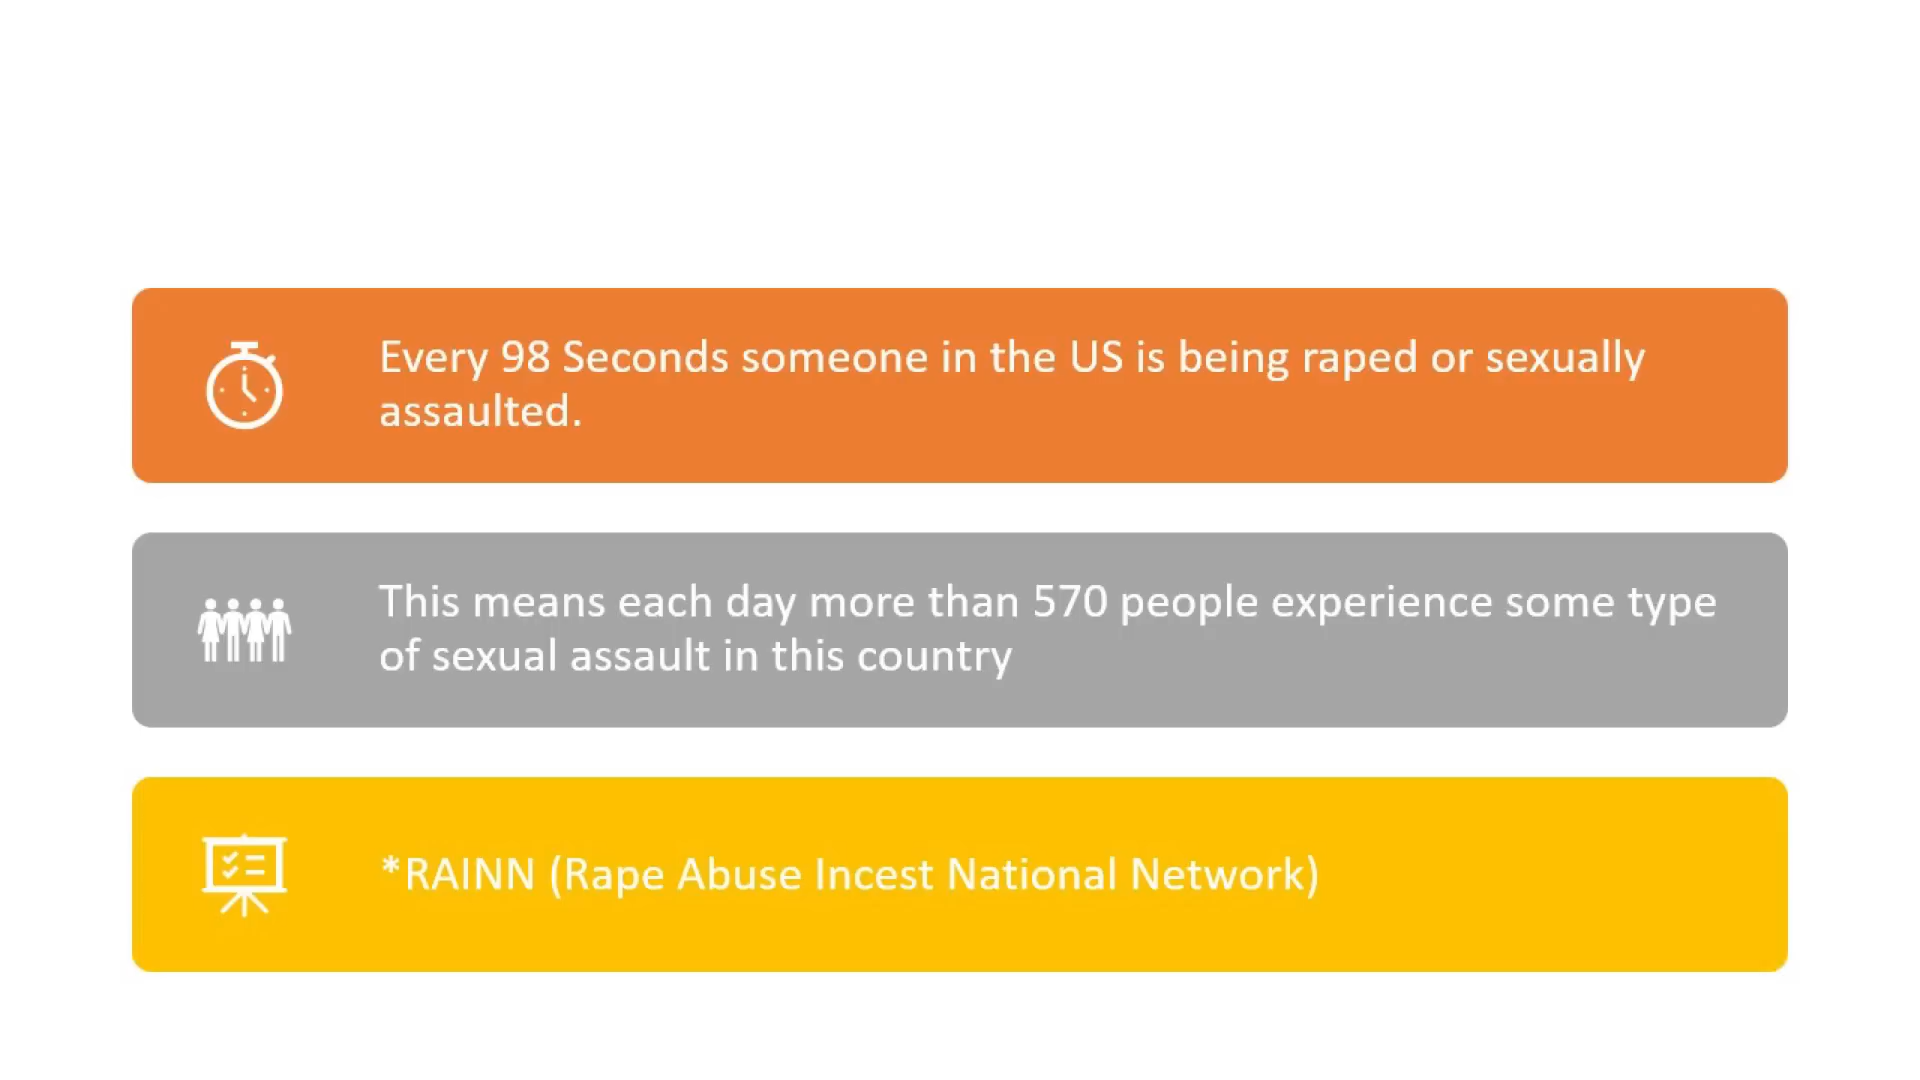 Every 98 Seconds someone in the US is being raped or sexually
assaulted.
This means each day more than 570 people experience some type
of sexual assault in this country
*RAINN (Rape Abuse Incest National Network)